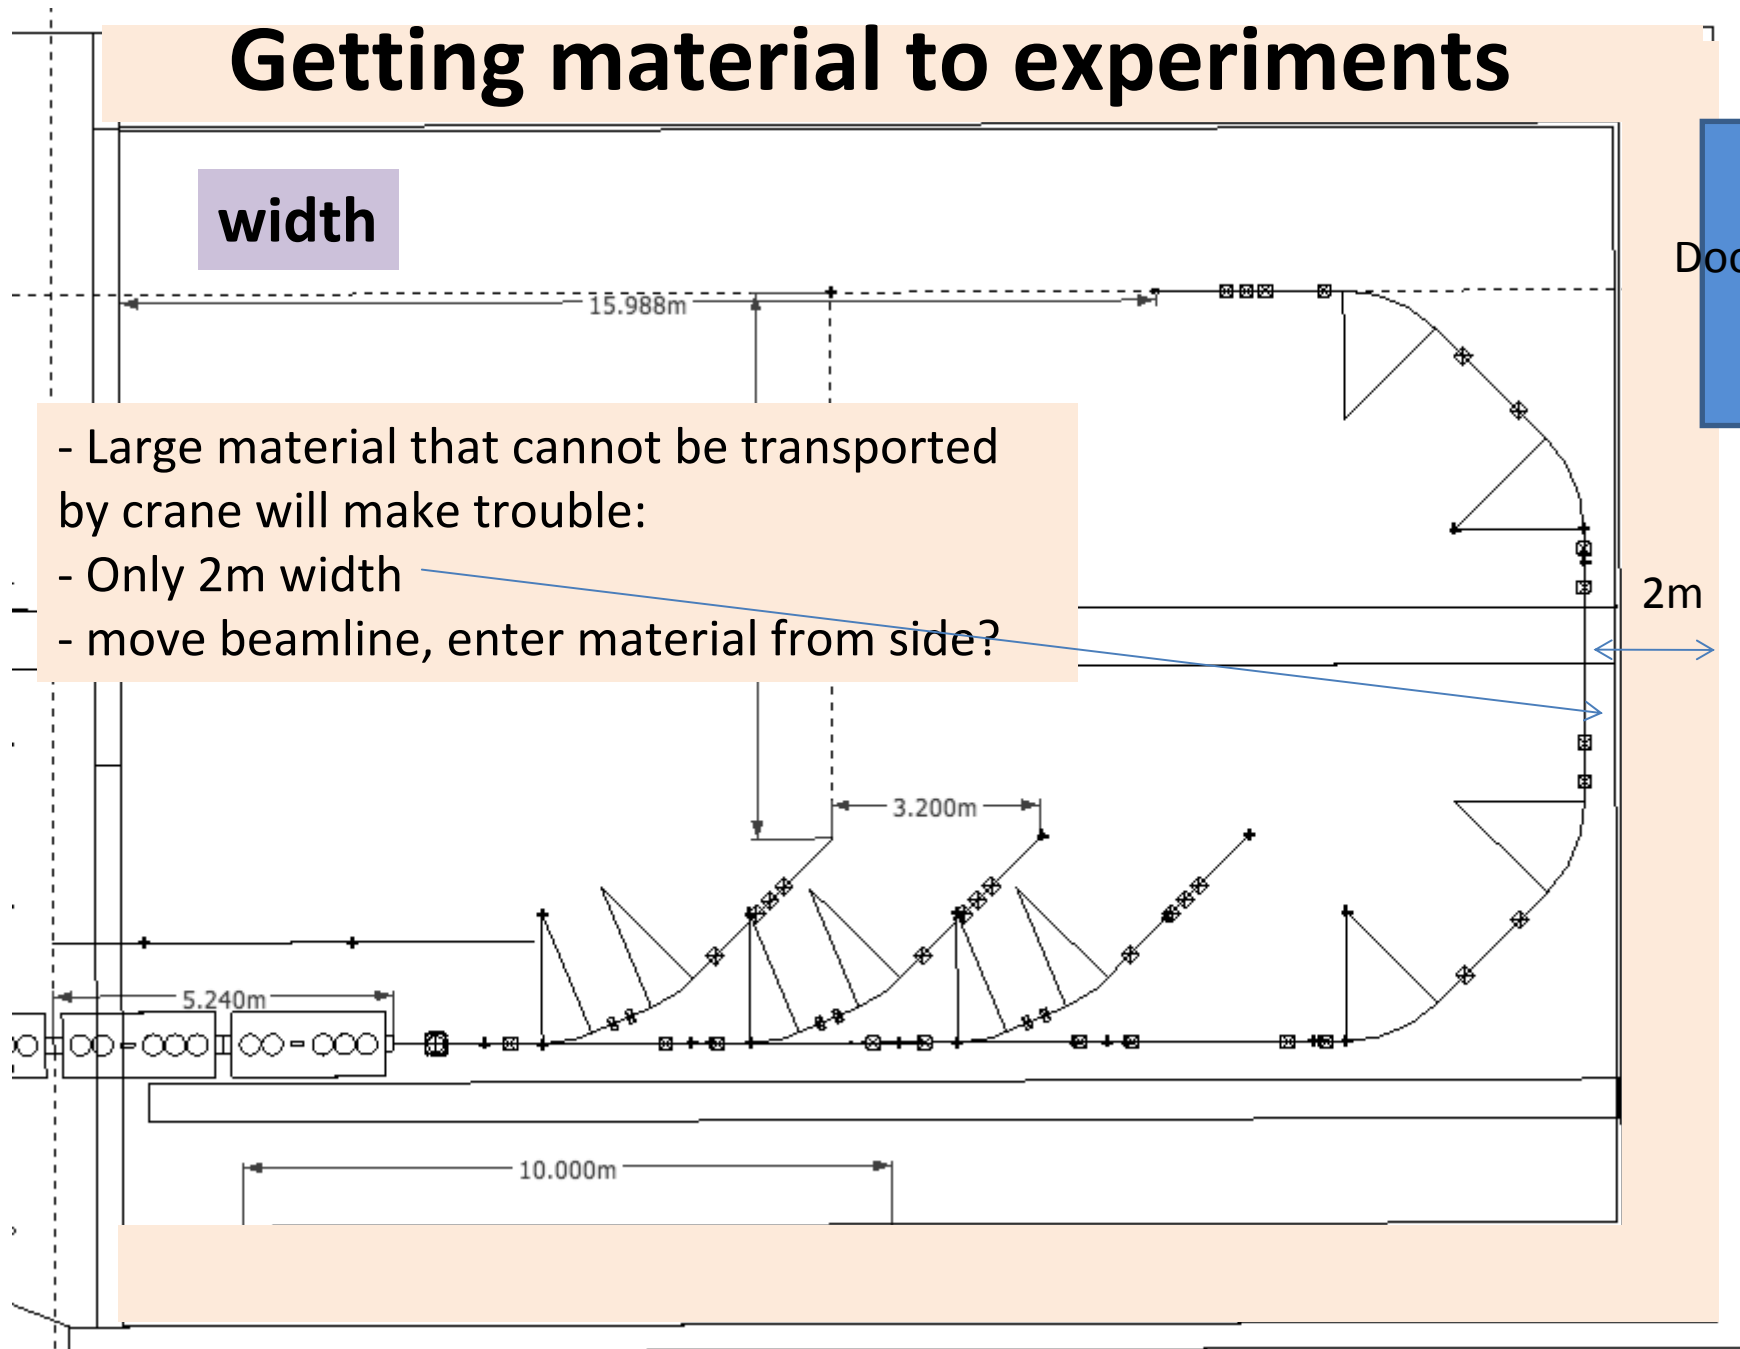 Getting material to experiments
width
15.988m
- Large material that cannot be transported
by crane will make trouble:
- Only 2m width
- move beamline, enter material from side?
2m
3.200m
5.240m
10.000m